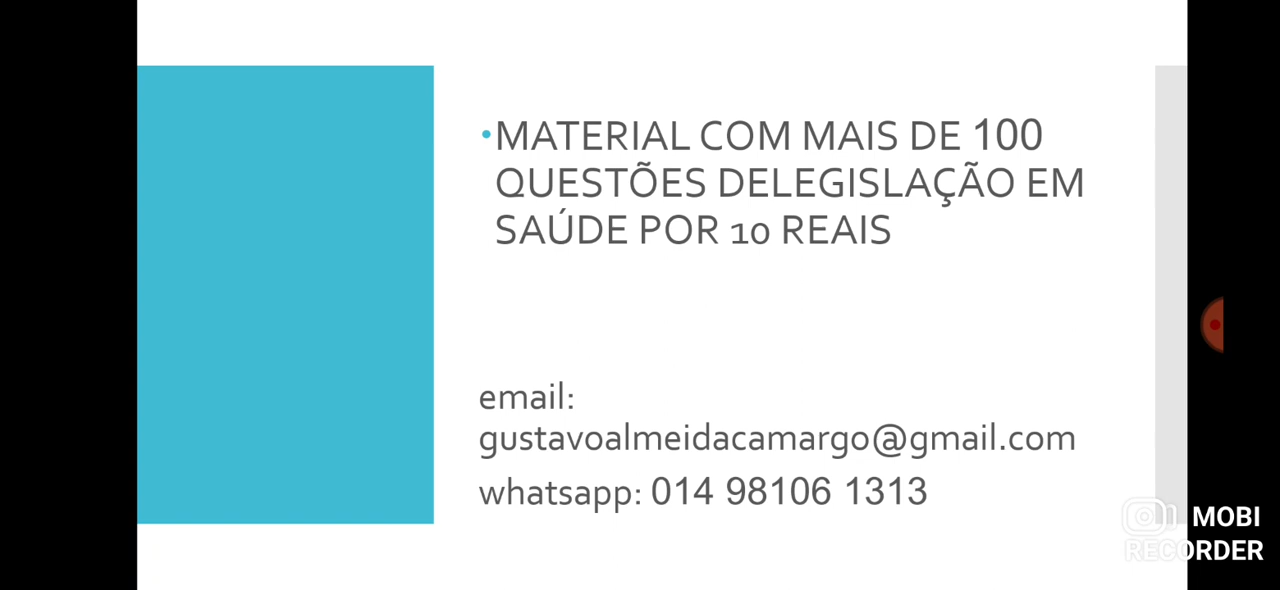 •MATERIAL COM MAIS DE 100
QUESTÕES DELEGISLAÇÃO EM
SAÚDE POR 10 REAIS
email:
gustavoalmeidacamargo@gmail.com
whatsapp: 014 98106 1313
MOBI
RECORDER